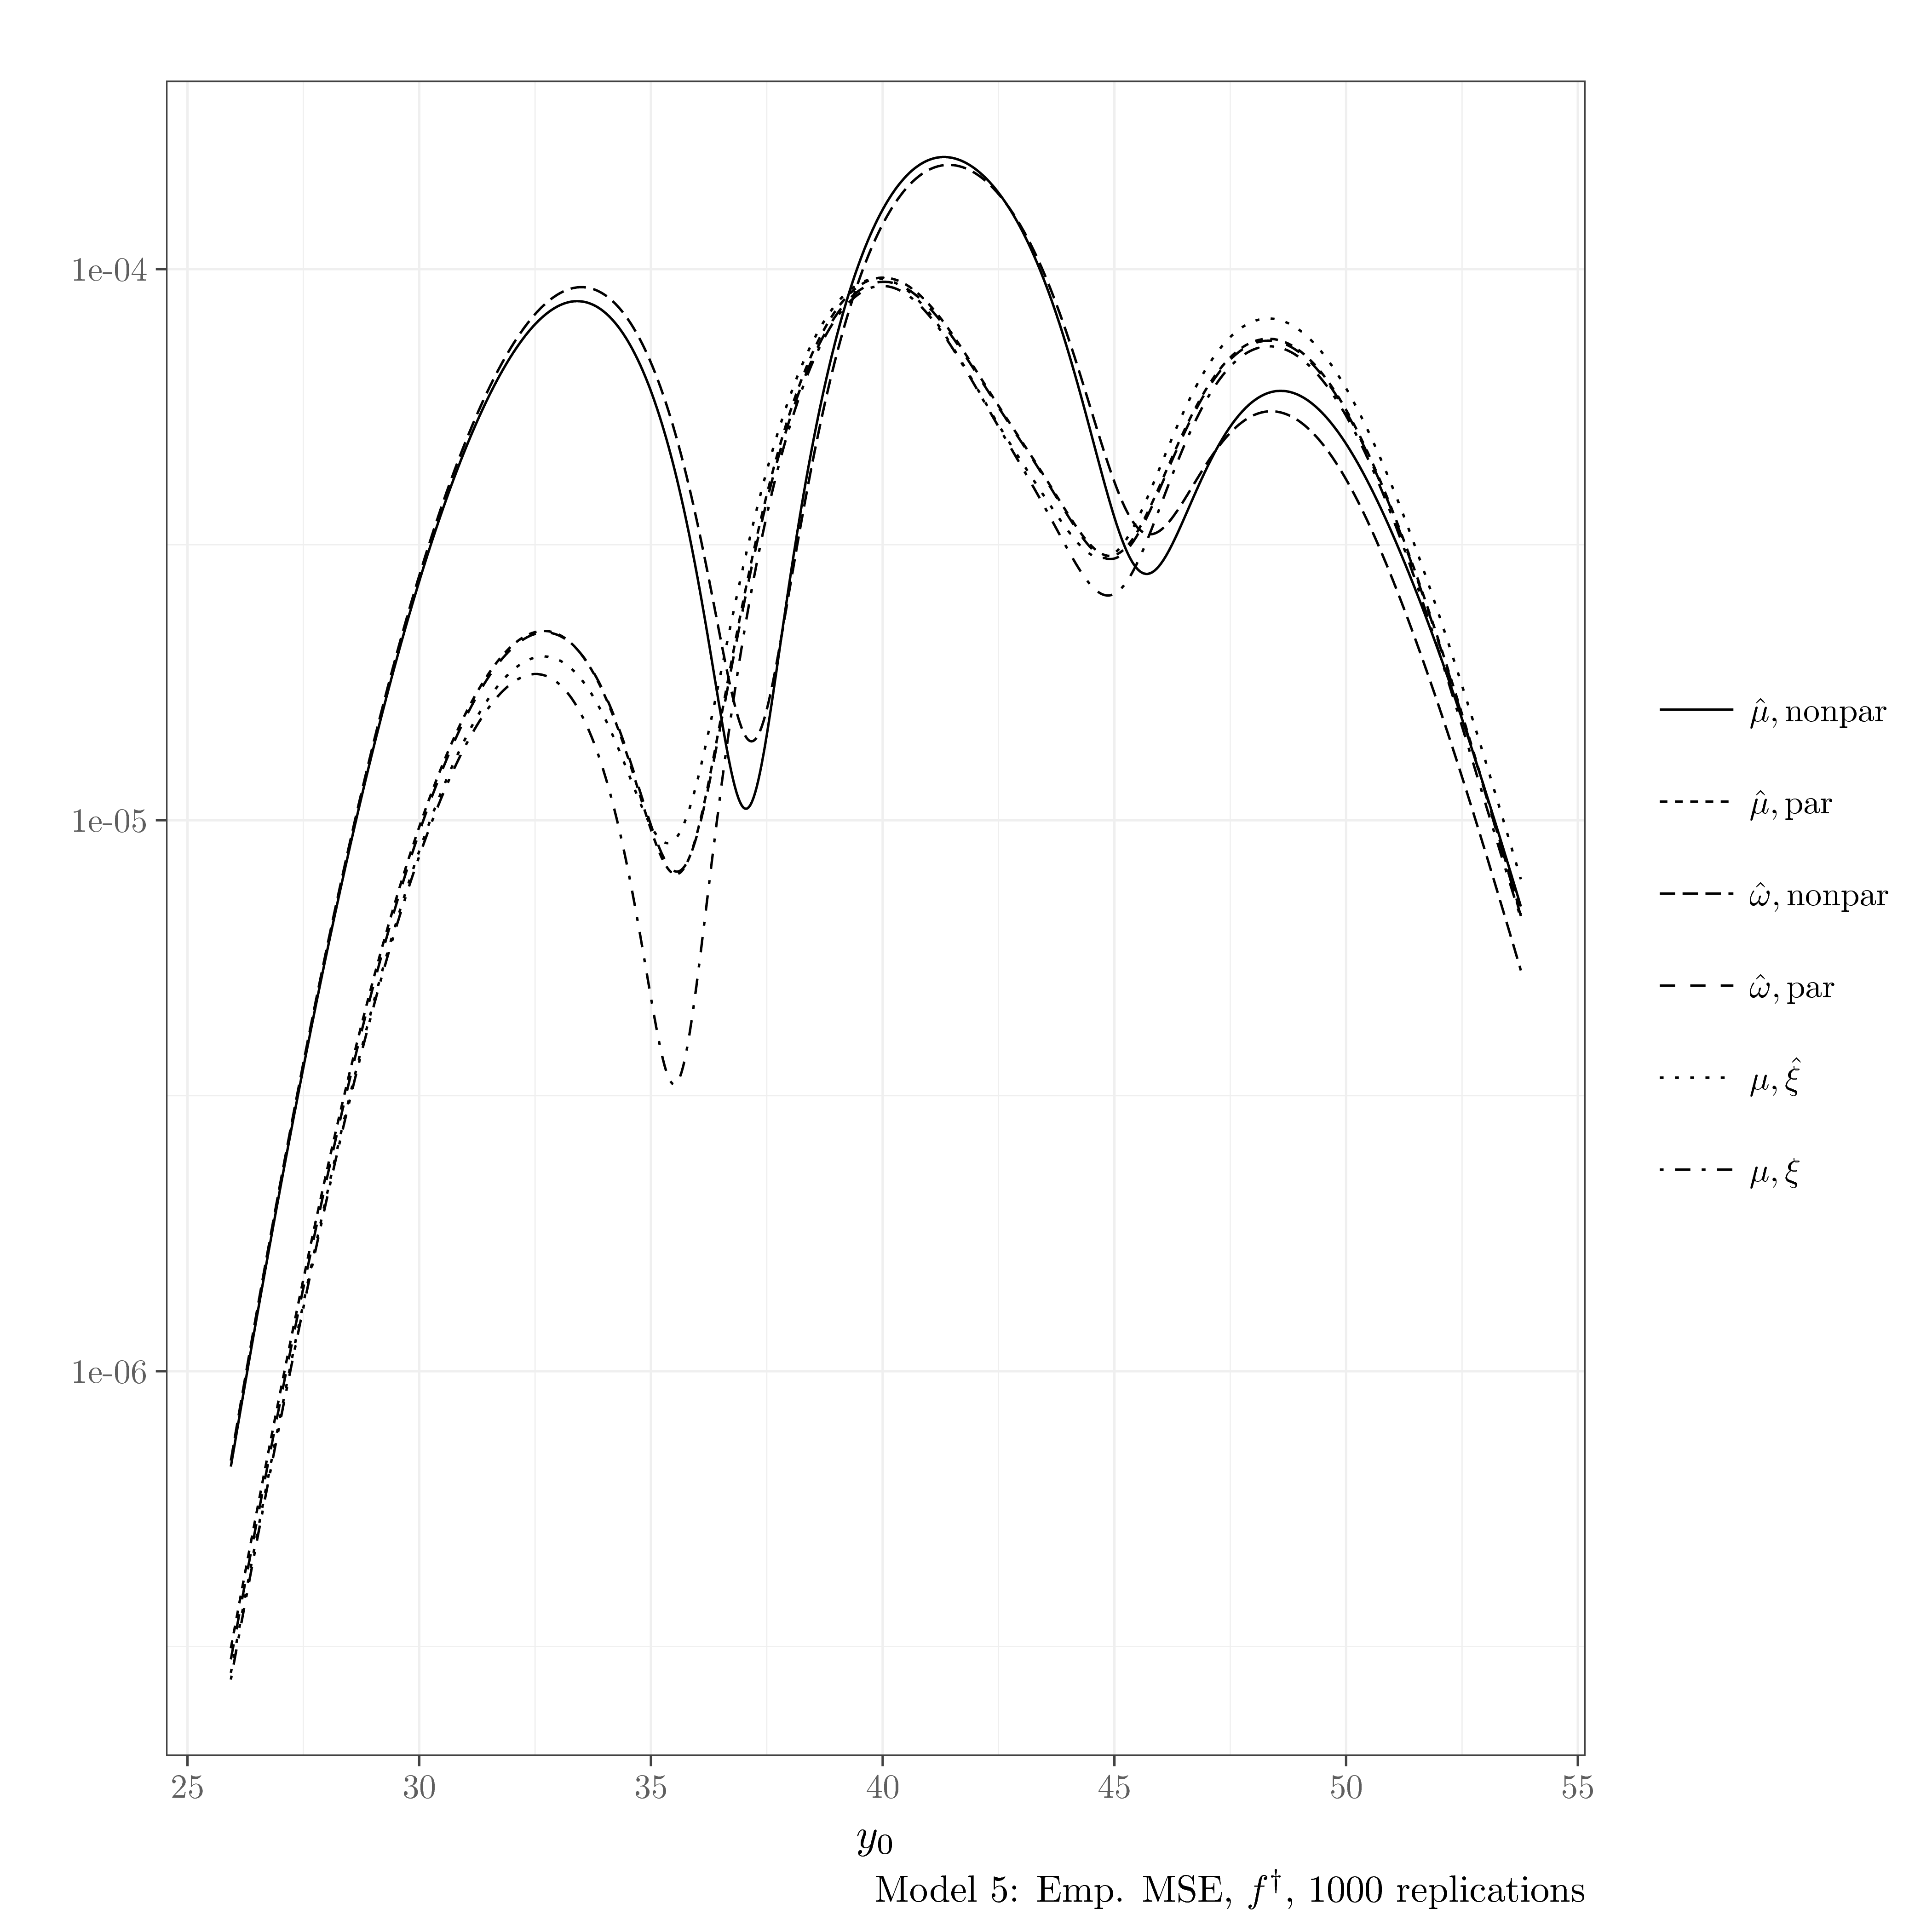 1e-04
1e-05
1e-06
25 30 35 40 45 50 55
y₀
μ̂, nonpar
μ̂, par
ω̂, nonpar
ω̂, par
μ, ξ̂
μ, ξ
Model 5: Emp. MSE, f†, 1000 replications